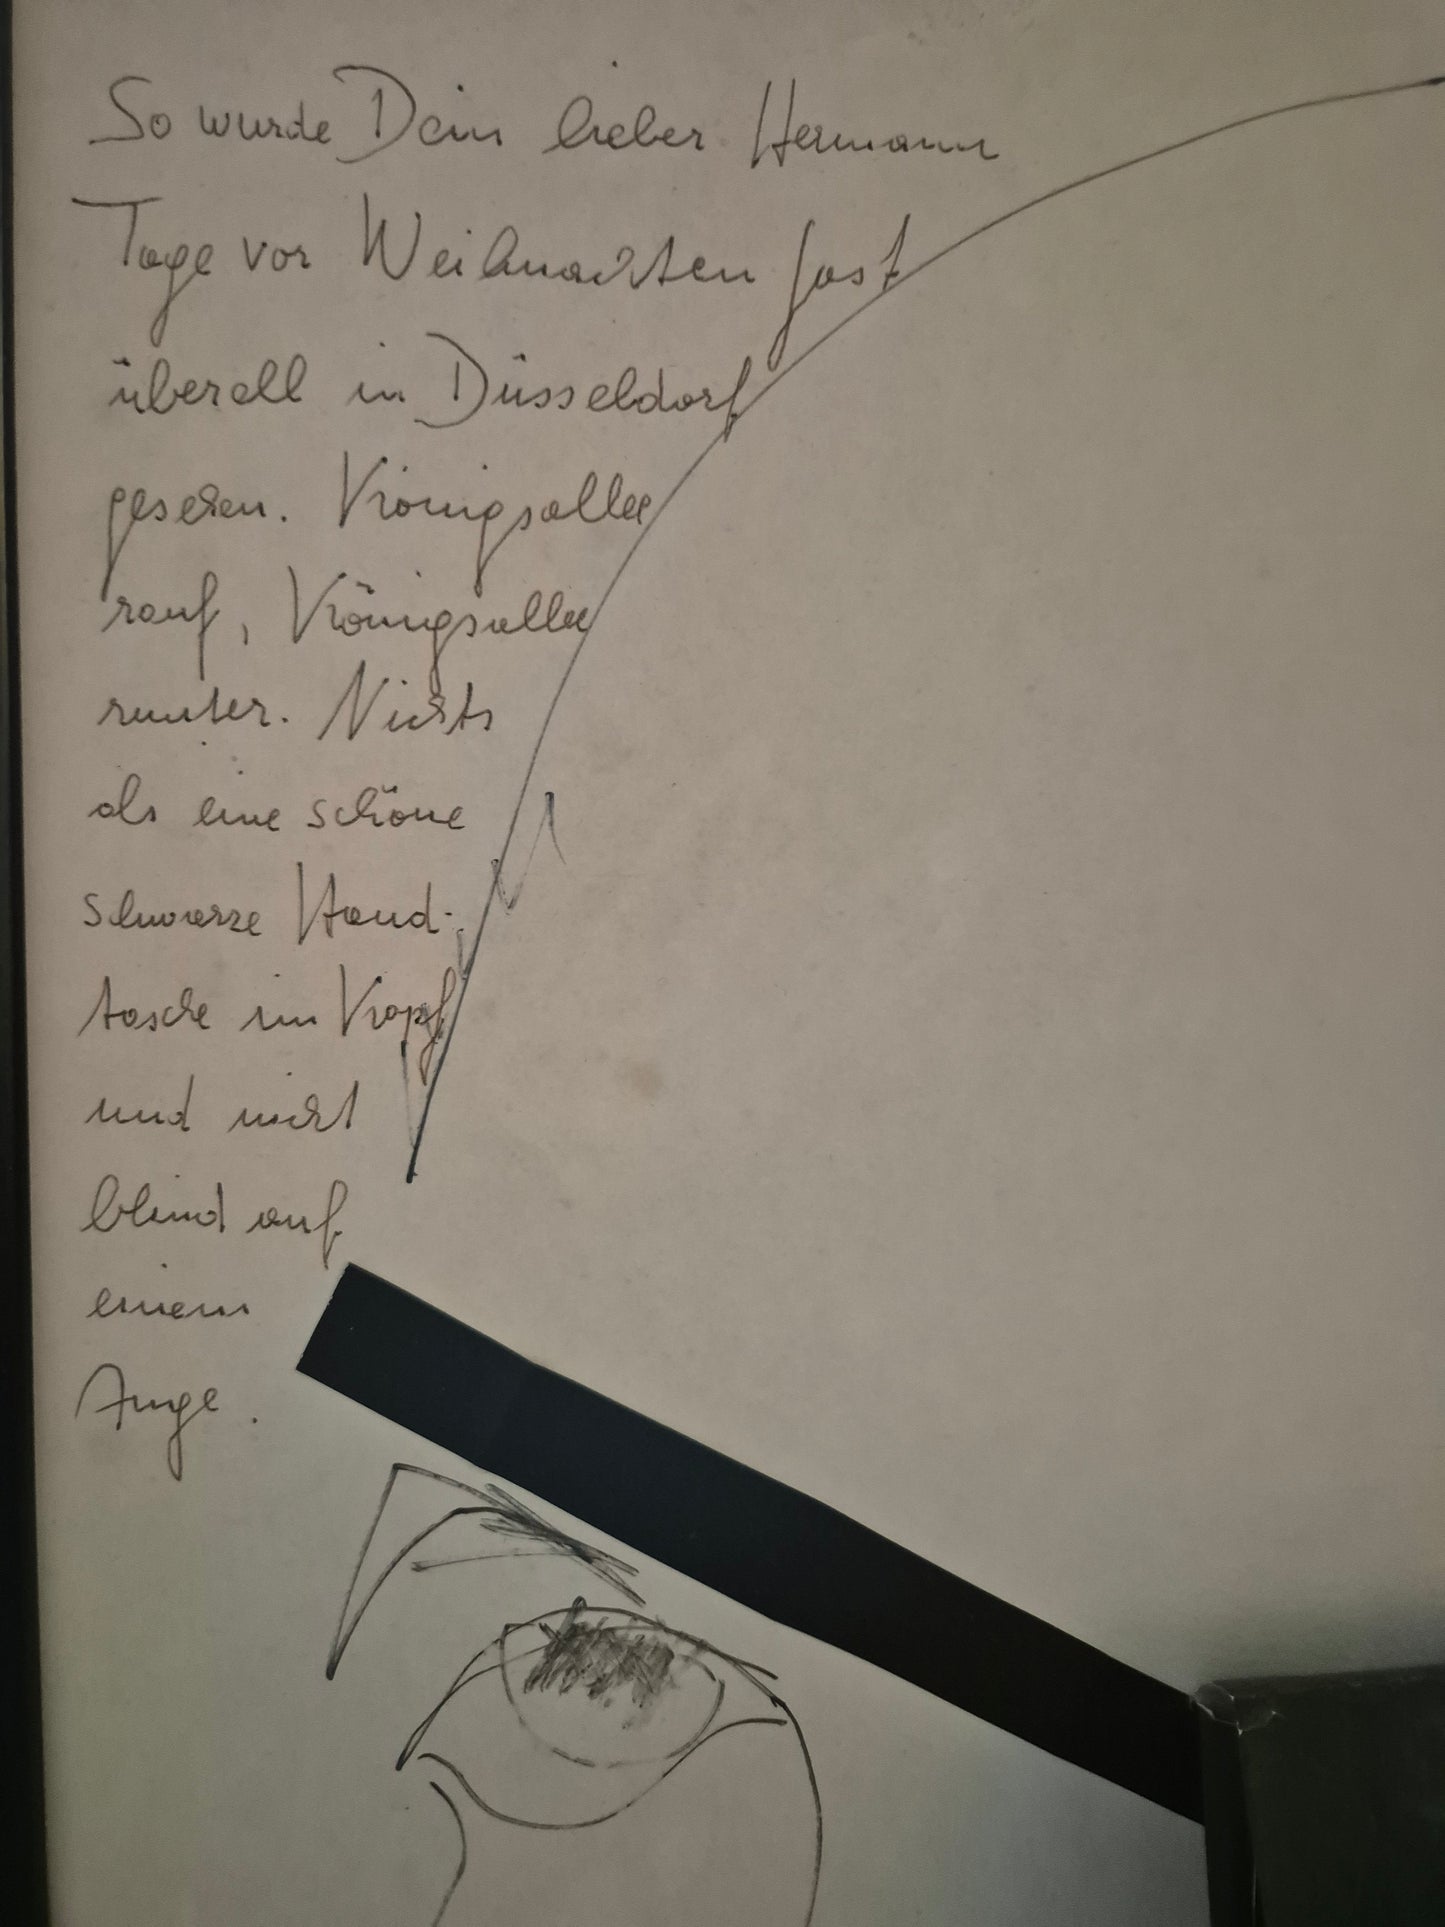 So wurde Dein lieber Hermann
Tage vor Weihnachten fast
überall in Düsseldorf
gesehen. Königsallee
rauf, Königsallee
runter. Nichts
als eine schöne
schwarze Hand-
tasche im Kopf
und nicht
blind auf
einem
Auge.